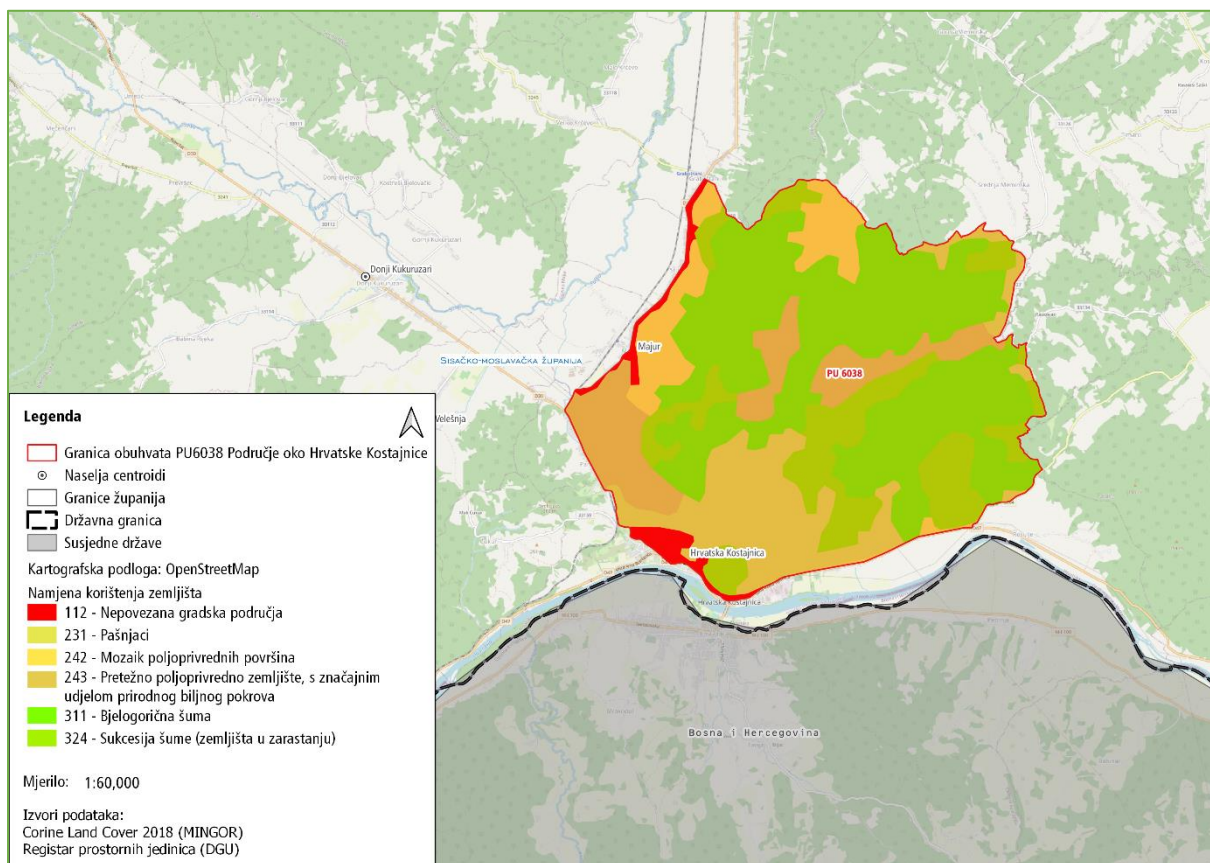 Donji Kukuruzari
SISAČKO-MOSLAVAČKA ŽUPANIJA
Majur
PU 6038
Velešnja
Hrvatska Kostajnica
Hrvatska Kostajnica
Bosna i Hercegovina
Legenda
Granica obuhvata PU6038 Područje oko Hrvatske Kostajnice
Naselja centroidi
Granice županija
Državna granica
Susjedne države
Kartografska podloga: OpenStreetMap
Namjena korištenja zemljišta
112 - Nepovezana gradska područja
231 - Pašnjaci
242 - Mozaik poljoprivrednih površina
243 - Pretežno poljoprivredno zemljište, s značajnim
udjelom prirodnog biljnog pokrova
311 - Bjelogorična šuma
324 - Sukcesija šume (zemljišta u zarastanju)
Mjerilo: 1:60,000
Izvori podataka:
Corine Land Cover 2018 (MINGOR)
Registar prostornih jedinica (DGU)